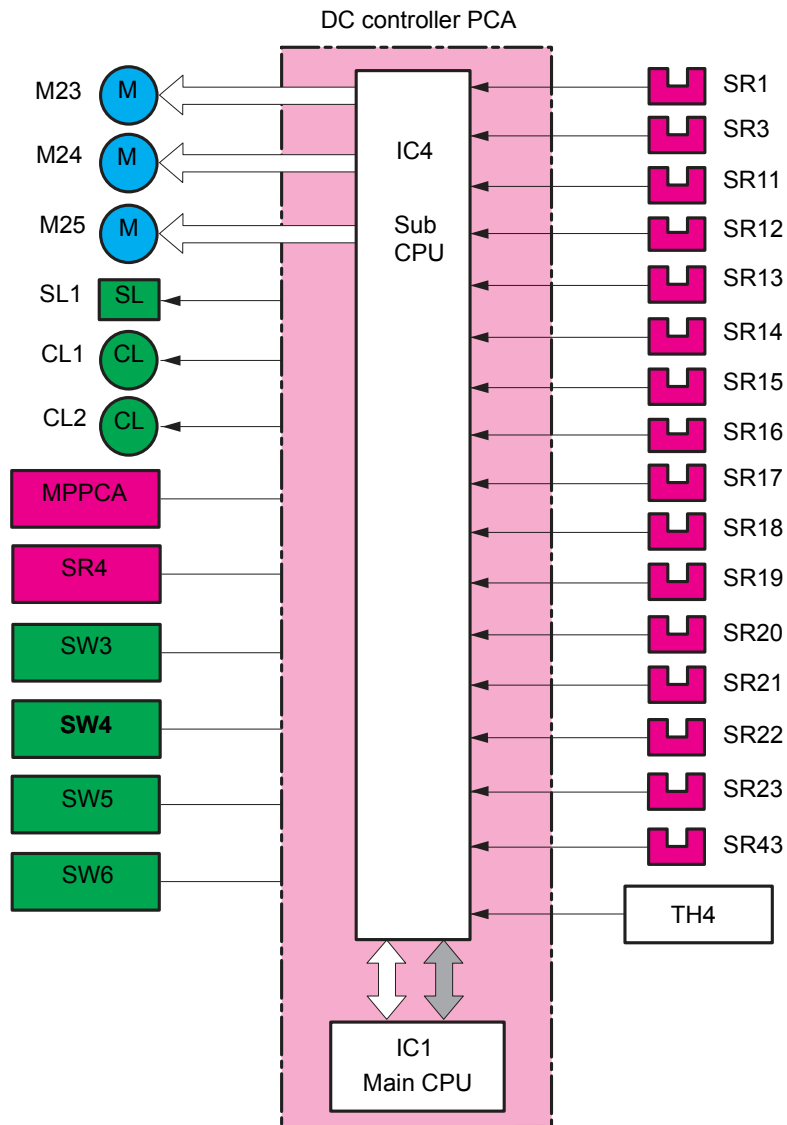 DC controller PCA
M23
M
M24
M
M25
M
SL1
SL
CL1
CL
CL2
CL
MPPCA
SR4
SW3
SW4
SW5
SW6
IC4
Sub
CPU
IC1
Main CPU
SR1
SR3
SR11
SR12
SR13
SR14
SR15
SR16
SR17
SR18
SR19
SR20
SR21
SR22
SR23
SR43
TH4